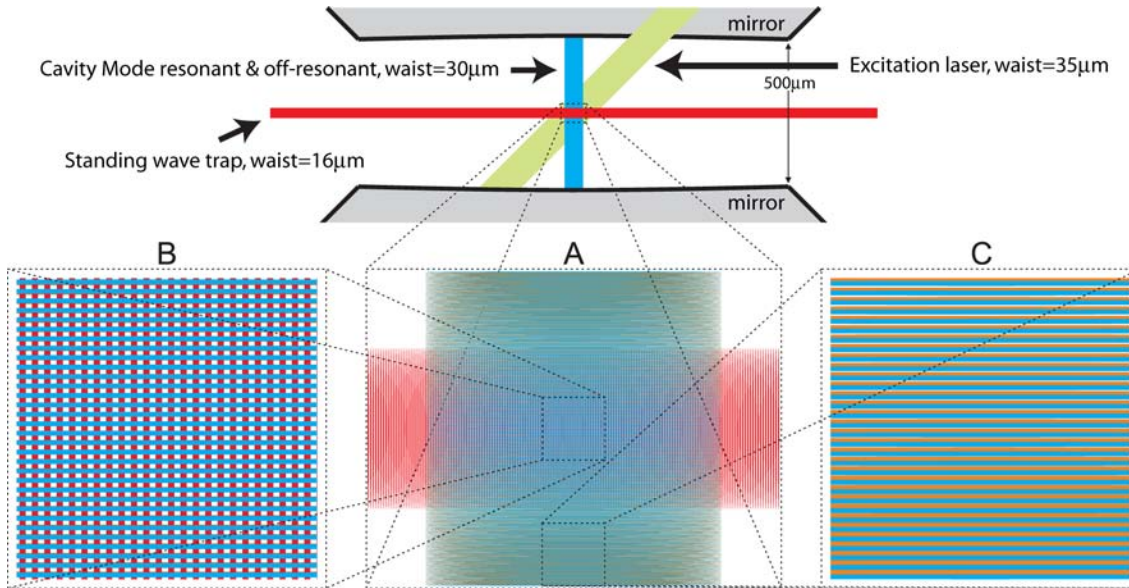 mirror
Cavity Mode resonant & off-resonant, waist=30μm
Excitation laser, waist=35μm
500μm
Standing wave trap, waist=16μm
mirror
B
A
C